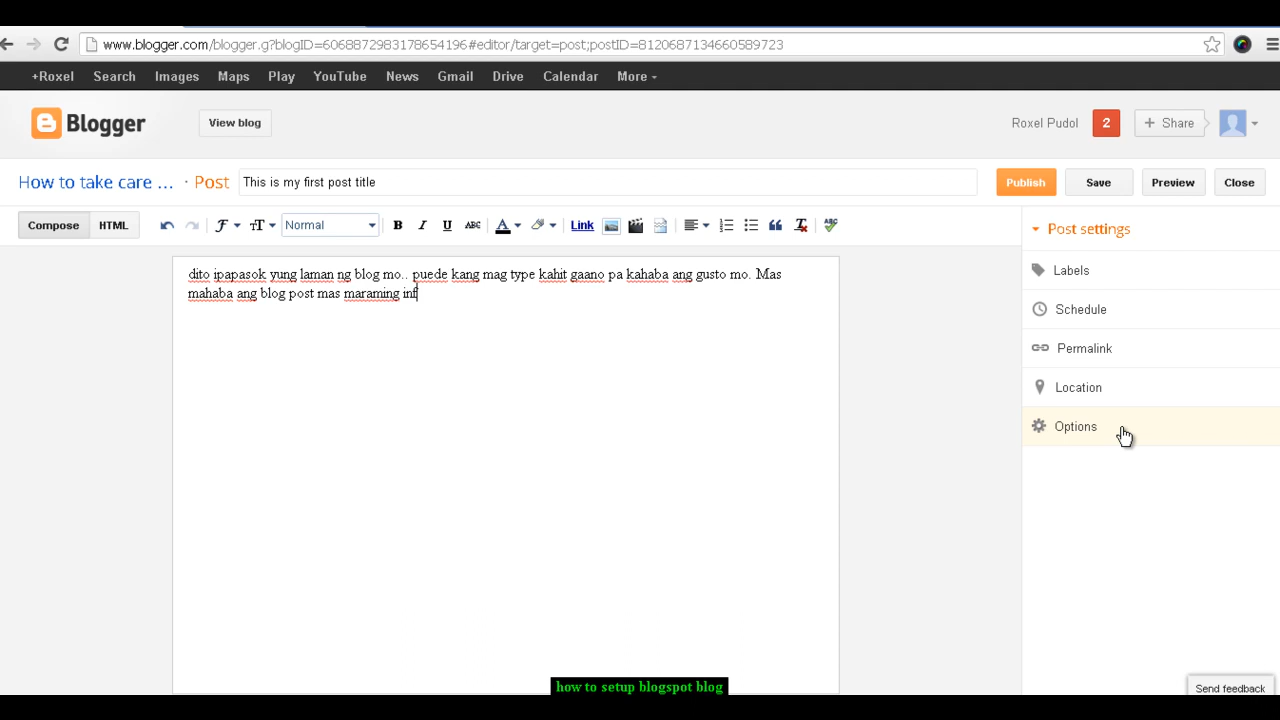 www.blogger.com/blogger.g?blogID=6068872983178654196#editor/target=post;postID=8120687134660589723
+Roxel Search Images Maps Play YouTube News Gmail Drive Calendar More
Blogger View blog Roxel Pudol 2 + Share
How to take care ... · Post This is my first post title Publish Save Preview Close
Compose HTML Normal B I U ABC A Link ABC
Post settings
dito ipapasok yung laman ng blog mo.. puede kang mag type kahit gaano pa kahaba ang gusto mo. Mas
mahaba ang blog post mas maraming inf
Labels
Schedule
Permalink
Location
Options
how to setup blogspot blog
Send feedback